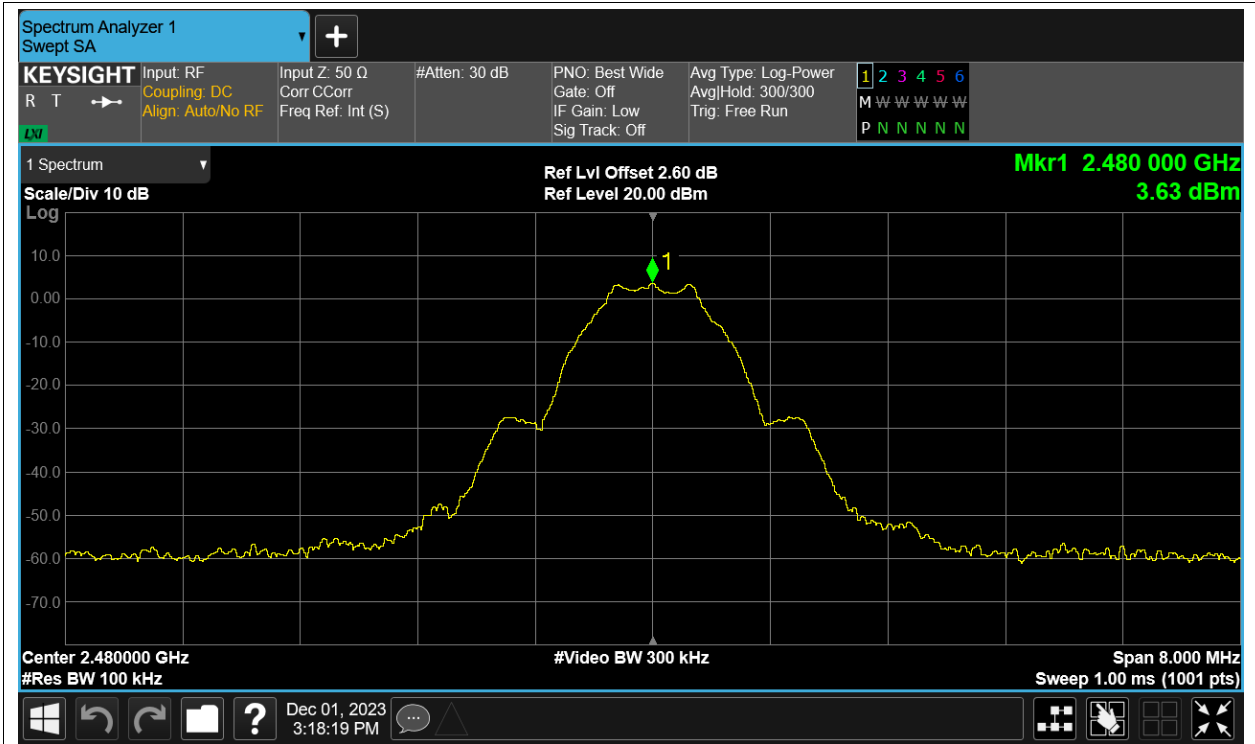 Spectrum Analyzer 1
Swept SA
KEYSIGHT
R T
LXI
Input: RF
Coupling: DC
Align: Auto/No RF
Input Z: 50 Ω
Corr CCorr
Freq Ref: Int (S)
#Atten: 30 dB
PNO: Best Wide
Gate: Off
IF Gain: Low
Sig Track: Off
Avg Type: Log-Power
Avg|Hold: 300/300
Trig: Free Run
1 2 3 4 5 6
M W W W W W
P N N N N N
1 Spectrum
Scale/Div 10 dB
Log
Ref Lvl Offset 2.60 dB
Ref Level 20.00 dBm
Mkr1 2.480 000 GHz
3.63 dBm
1
10.0
0.00
-10.0
-20.0
-30.0
-40.0
-50.0
-60.0
-70.0
Center 2.480000 GHz
#Res BW 100 kHz
#Video BW 300 kHz
Span 8.000 MHz
Sweep 1.00 ms (1001 pts)
?
Dec 01, 2023
3:18:19 PM